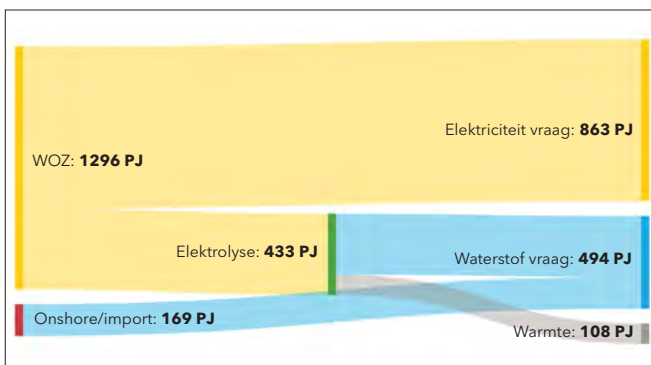 Elektriciteit vraag: 863 PJ
WOZ: 1296 PJ
Elektrolyse: 433 PJ
Waterstof vraag: 494 PJ
Onshore/import: 169 PJ
Warmte: 108 PJ